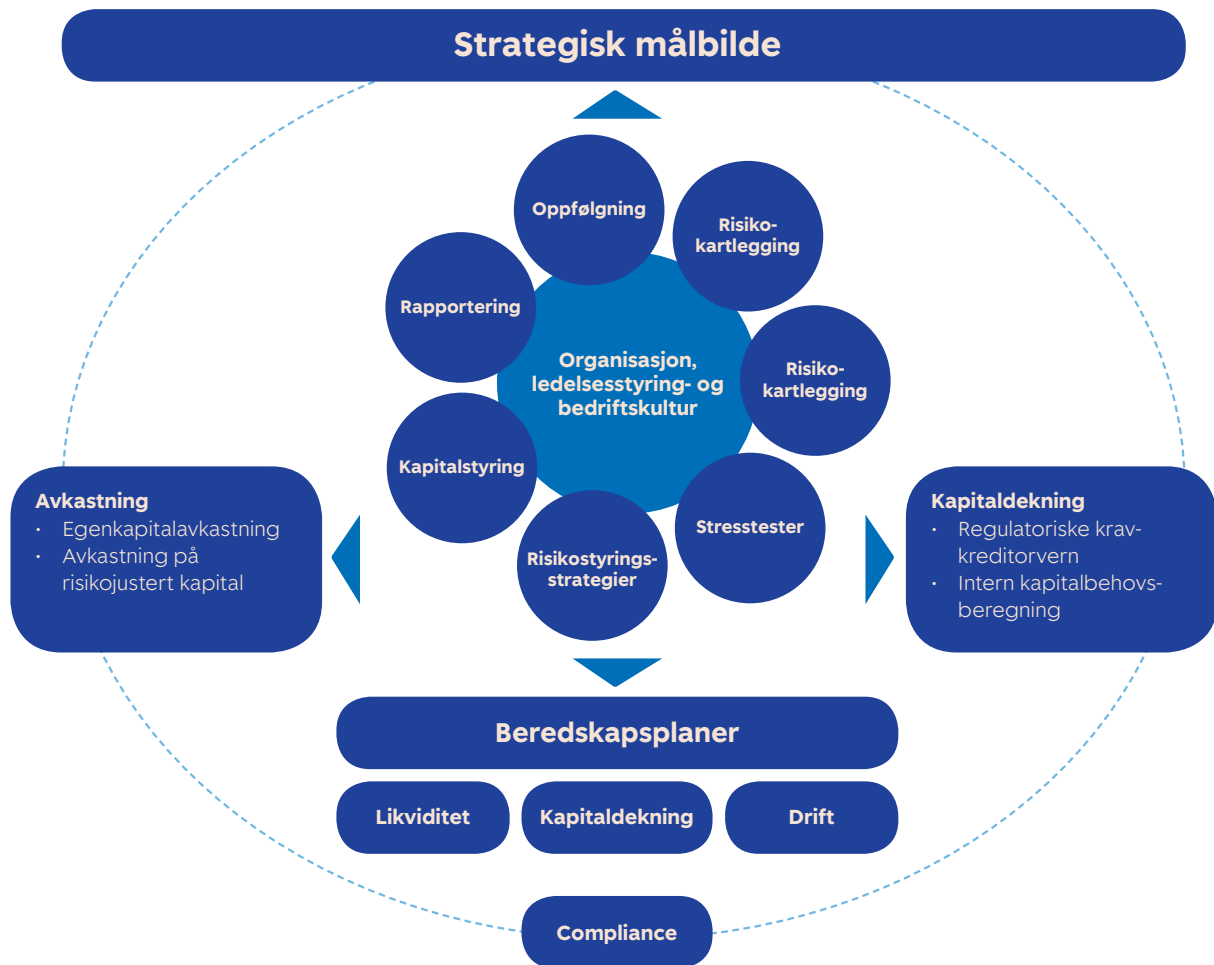 Strategisk målbilde
Oppfølgning
Risiko-
kartlegging
Rapportering
Organisasjon,
ledelsesstyring- og
bedriftskultur
Risiko-
kartlegging
Kapitalstyring
Stresstester
Risikostyrings-
strategier
Avkastning
· Egenkapitalavkastning
· Avkastning på
risikojustert kapital
Kapitaldekning
· Regulatoriske krav-
kreditorvern
· Intern kapitalbehovs-
beregning
Beredskapsplaner
Likviditet
Kapitaldekning
Drift
Compliance